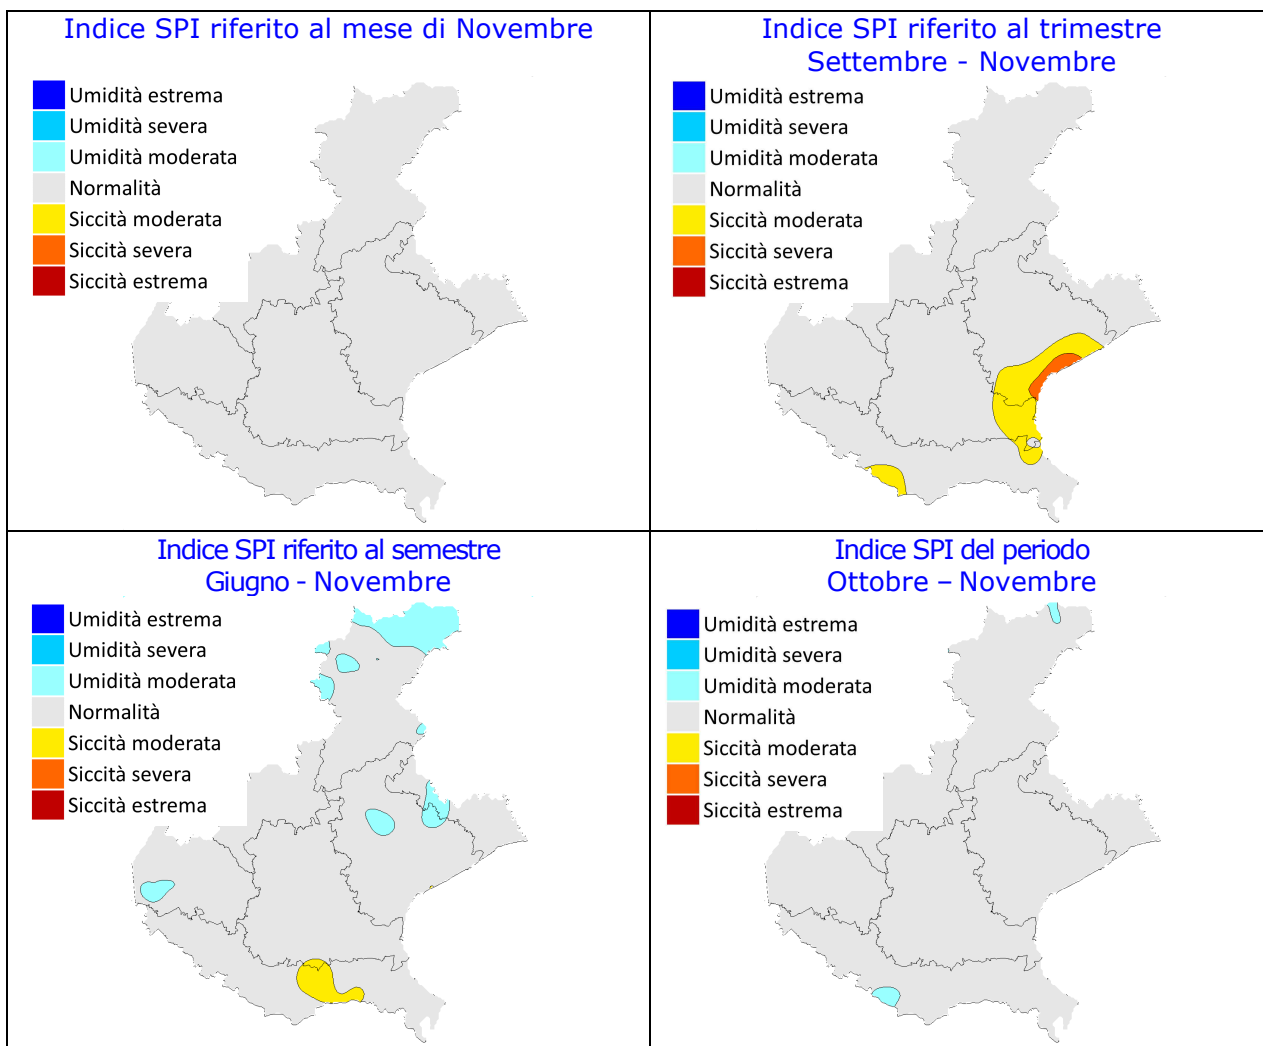 Indice SPI riferito al mese di Novembre
Umidità estrema
Umidità severa
Umidità moderata
Normalità
Siccità moderata
Siccità severa
Siccità estrema
Indice SPI riferito al trimestre
Settembre - Novembre
Umidità estrema
Umidità severa
Umidità moderata
Normalità
Siccità moderata
Siccità severa
Siccità estrema
Indice SPI riferito al semestre
Giugno - Novembre
Umidità estrema
Umidità severa
Umidità moderata
Normalità
Siccità moderata
Siccità severa
Siccità estrema
Indice SPI del periodo
Ottobre – Novembre
Umidità estrema
Umidità severa
Umidità moderata
Normalità
Siccità moderata
Siccità severa
Siccità estrema